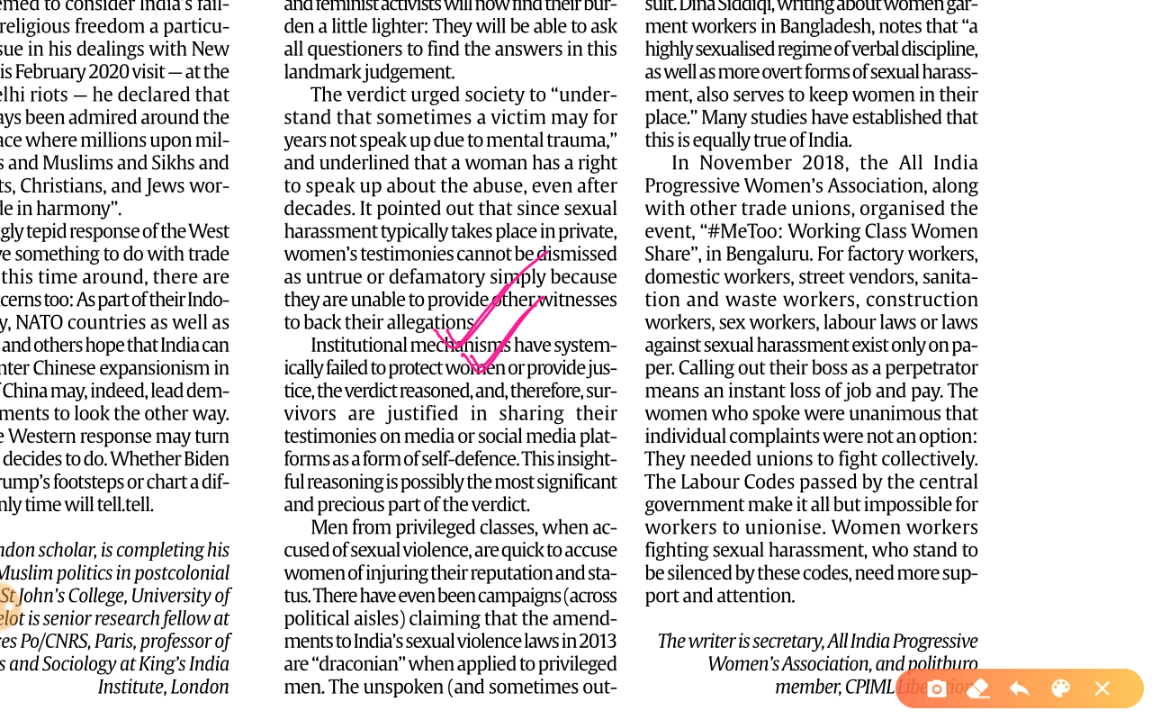 emed to consider India's fail-
religious freedom a particu-
sue in his dealings with New
is February 2020 visit — at the
elhi riots — he declared that
ays been admired around the
ace where millions upon mil-
s and Muslims and Sikhs and
ts, Christians, and Jews wor-
de in harmony".
gly tepid response of the West
ve something to do with trade
this time around, there are
cerns too: As part of their Indo-
y, NATO countries as well as
and others hope that India can
nter Chinese expansionism in
China may, indeed, lead dem-
ments to look the other way.
e Western response may turn
decides to do. Whether Biden
rump's footsteps or chart a dif-
nly time will tell.tell.
ndon scholar, is completing his
Muslim politics in postcolonial
St John's College, University of
elot is senior research fellow at
ces Po/CNRS, Paris, professor of
s and Sociology at King's India
Institute, London
and feminist activists will now find their bur-
den a little lighter: They will be able to ask
all questioners to find the answers in this
landmark judgement.
The verdict urged society to "under-
stand that sometimes a victim may for
years not speak up due to mental trauma,"
and underlined that a woman has a right
to speak up about the abuse, even after
decades. It pointed out that since sexual
harassment typically takes place in private,
women's testimonies cannot be dismissed
as untrue or defamatory simply because
they are unable to provide other witnesses
to back their allegations.
Institutional mechanisms have system-
ically failed to protect women or provide jus-
tice, the verdict reasoned, and, therefore, sur-
vivors are justified in sharing their
testimonies on media or social media plat-
forms as a form of self-defence. This insight-
ful reasoning is possibly the most significant
and precious part of the verdict.
Men from privileged classes, when ac-
cused of sexual violence, are quick to accuse
women of injuring their reputation and sta-
tus. There have even been campaigns (across
political aisles) claiming that the amend-
ments to India's sexual violence laws in 2013
are "draconian" when applied to privileged
men. The unspoken (and sometimes out-
suit. Dina Siddiqi, writing about women gar-
ment workers in Bangladesh, notes that "a
highly sexualised regime of verbal discipline,
as well as more overt forms of sexual harass-
ment, also serves to keep women in their
place." Many studies have established that
this is equally true of India.
In November 2018, the All India
Progressive Women's Association, along
with other trade unions, organised the
event, "#MeToo: Working Class Women
Share", in Bengaluru. For factory workers,
domestic workers, street vendors, sanita-
tion and waste workers, construction
workers, sex workers, labour laws or laws
against sexual harassment exist only on pa-
per. Calling out their boss as a perpetrator
means an instant loss of job and pay. The
women who spoke were unanimous that
individual complaints were not an option:
They needed unions to fight collectively.
The Labour Codes passed by the central
government make it all but impossible for
workers to unionise. Women workers
fighting sexual harassment, who stand to
be silenced by these codes, need more sup-
port and attention.
The writer is secretary, All India Progressive
Women's Association, and politburo
member, CPIML Liberation